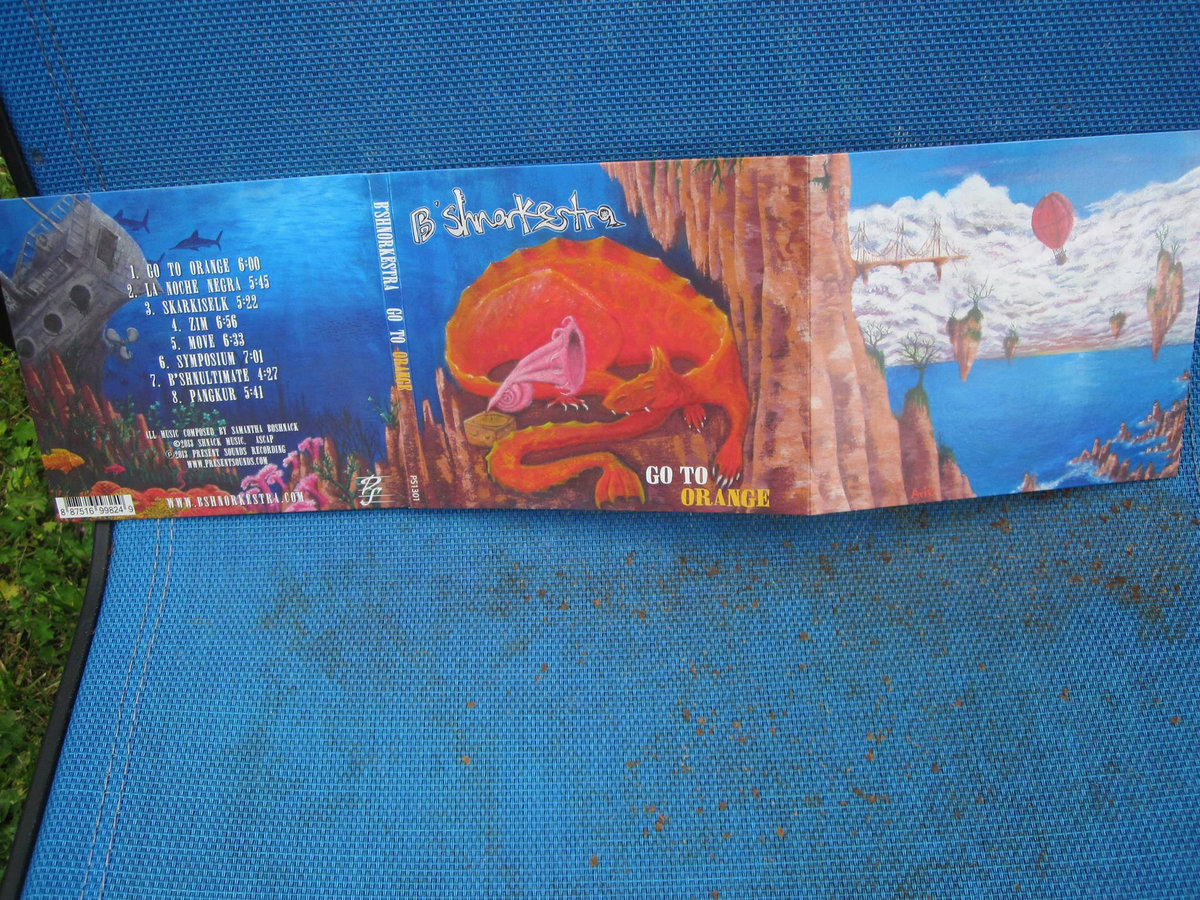 1. GO TO ORANGE 6:00
2. LA NOCHE NEGRA 5:45
3. SKARKISELK 5:22
4. ZIM 6:56
5. MOVE 6:33
6. SYMPOSIUM 7:01
7. B'SHNULTIMATE 4:27
8. PANGKUR 5:41
ALL MUSIC COMPOSED BY SAMANTHA BOSHNACK
©2013 SHNACK MUSIC, ASCAP
℗2013 PRESENT SOUNDS RECORDING
WWW.PRESENTSOUNDS.COM
WWW.BSHNORKESTRA.COM
8 87516 99824 9
B'SHNORKESTRA GO TO ORANGE
PS1301
B'shnorkestra
GO TO
ORANGE